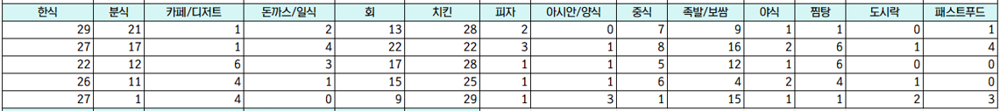 한식 분식 카페/디저트 돈까스/일식 회 치킨 피자 아시안/양식 중식 족발/보쌈 야식 찜탕 도시락 패스트푸드
29 21 1 2 13 28 2 0 7 9 1 1 0 1
27 17 1 4 22 22 3 1 8 16 2 6 1 4
22 12 6 3 17 28 1 1 5 12 1 6 0 0
26 11 4 1 15 25 1 1 6 4 2 4 1 0
27 1 4 0 9 29 1 3 1 15 1 1 2 3